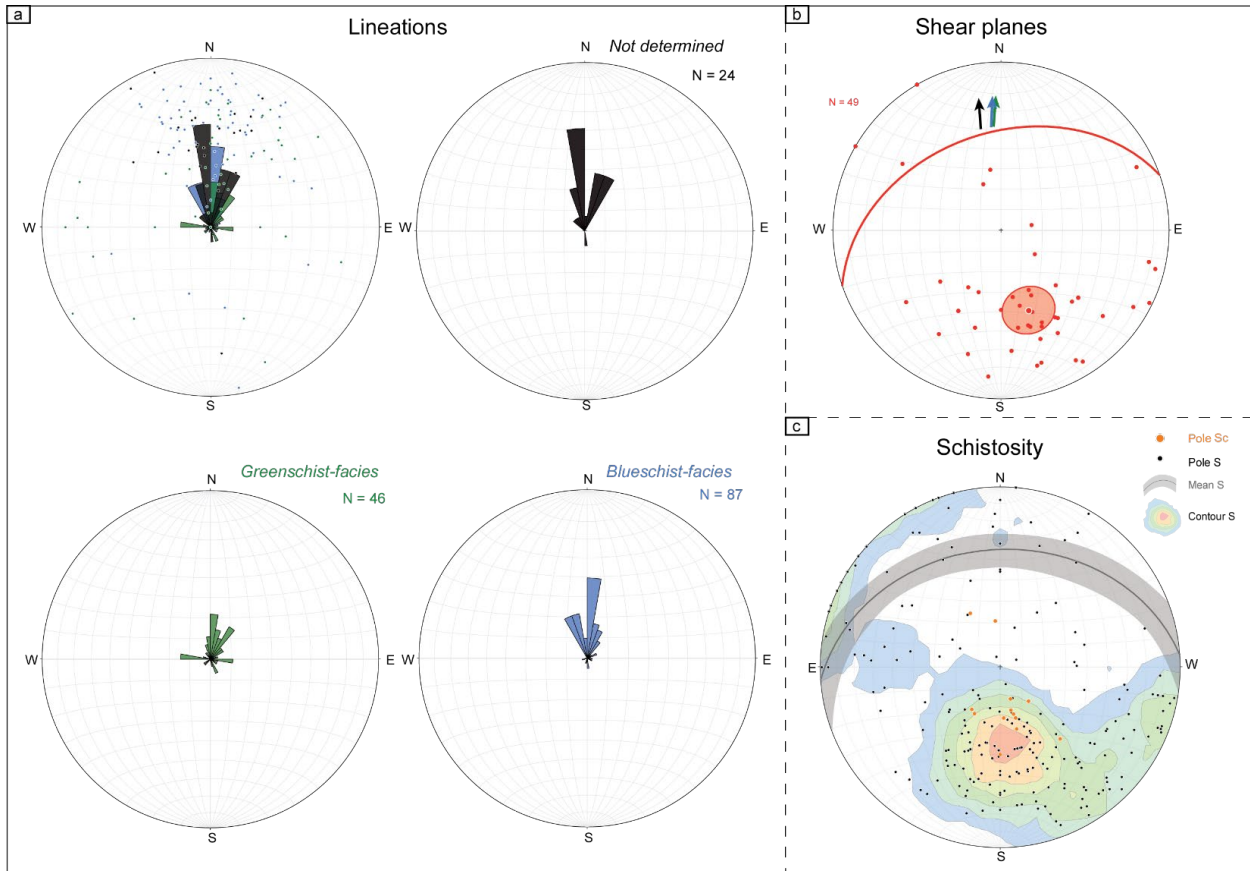 a
Lineations
N
W
E
S
Not determined
N = 24
N
W
E
S
Greenschist-facies
N = 46
N
W
E
S
Blueschist-facies
N = 87
N
W
E
S
b
Shear planes
N = 49
N
W
E
S
c
Schistosity
Pole Sc
Pole S
Mean S
Contour S
N
E
W
S